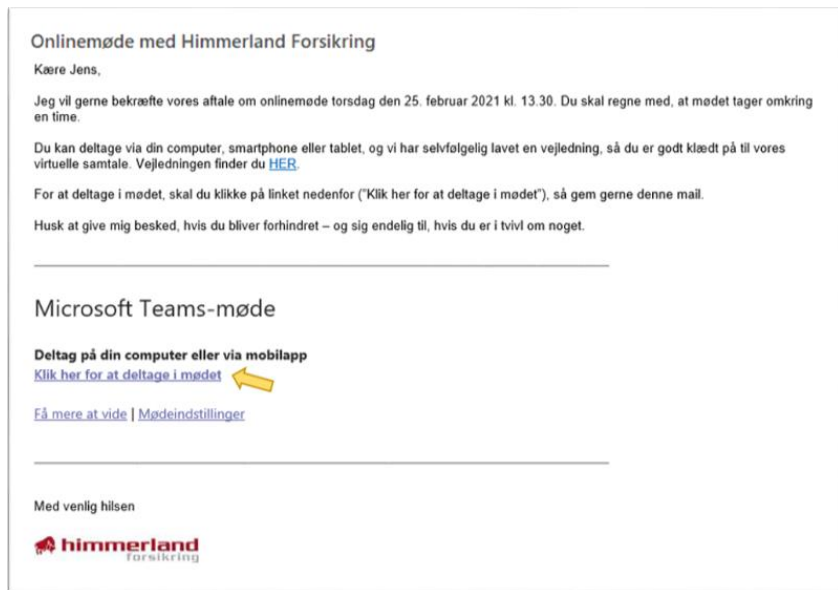 Onlinemøde med Himmerland Forsikring
Kære Jens,
Jeg vil gerne bekræfte vores aftale om onlinemøde torsdag den 25. februar 2021 kl. 13.30. Du skal regne med, at mødet tager omkring
en time.
Du kan deltage via din computer, smartphone eller tablet, og vi har selvfølgelig lavet en vejledning, så du er godt klædt på til vores
virtuelle samtale. Vejledningen finder du HER.
For at deltage i mødet, skal du klikke på linket nedenfor ("Klik her for at deltage i mødet"), så gem gerne denne mail.
Husk at give mig besked, hvis du bliver forhindret – og sig endelig til, hvis du er i tvivl om noget.
Microsoft Teams-møde
Deltag på din computer eller via mobilapp
Klik her for at deltage i mødet
Få mere at vide | Mødeindstillinger
Med venlig hilsen
himmerland
forsikring